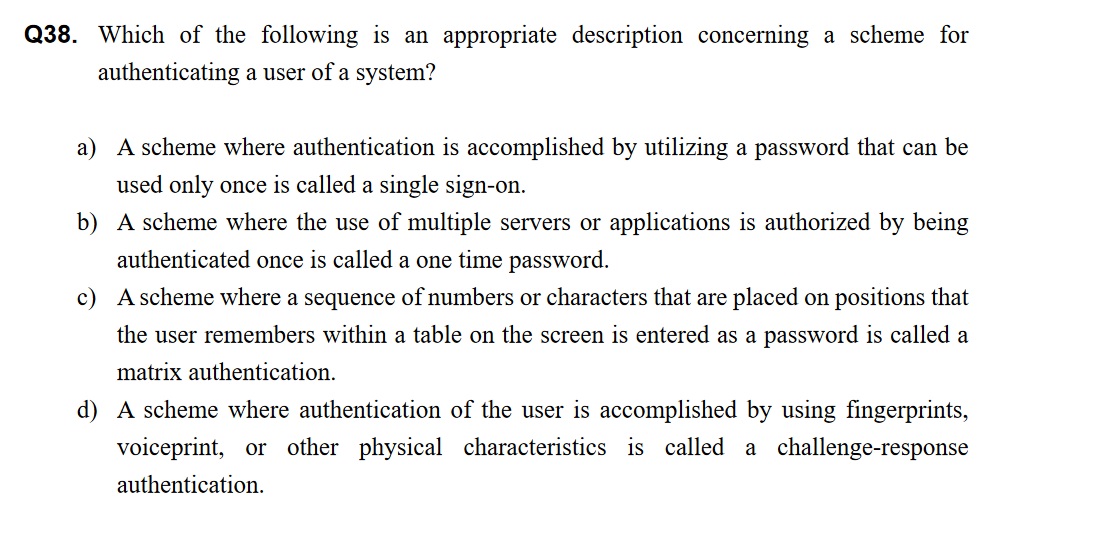 Q38. Which of the following is an appropriate description concerning a scheme for
authenticating a user of a system?
a) A scheme where authentication is accomplished by utilizing a password that can be
used only once is called a single sign-on.
b) A scheme where the use of multiple servers or applications is authorized by being
authenticated once is called a one time password.
c) A scheme where a sequence of numbers or characters that are placed on positions that
the user remembers within a table on the screen is entered as a password is called a
matrix authentication.
d) A scheme where authentication of the user is accomplished by using fingerprints,
voiceprint, or other physical characteristics is called a challenge-response
authentication.